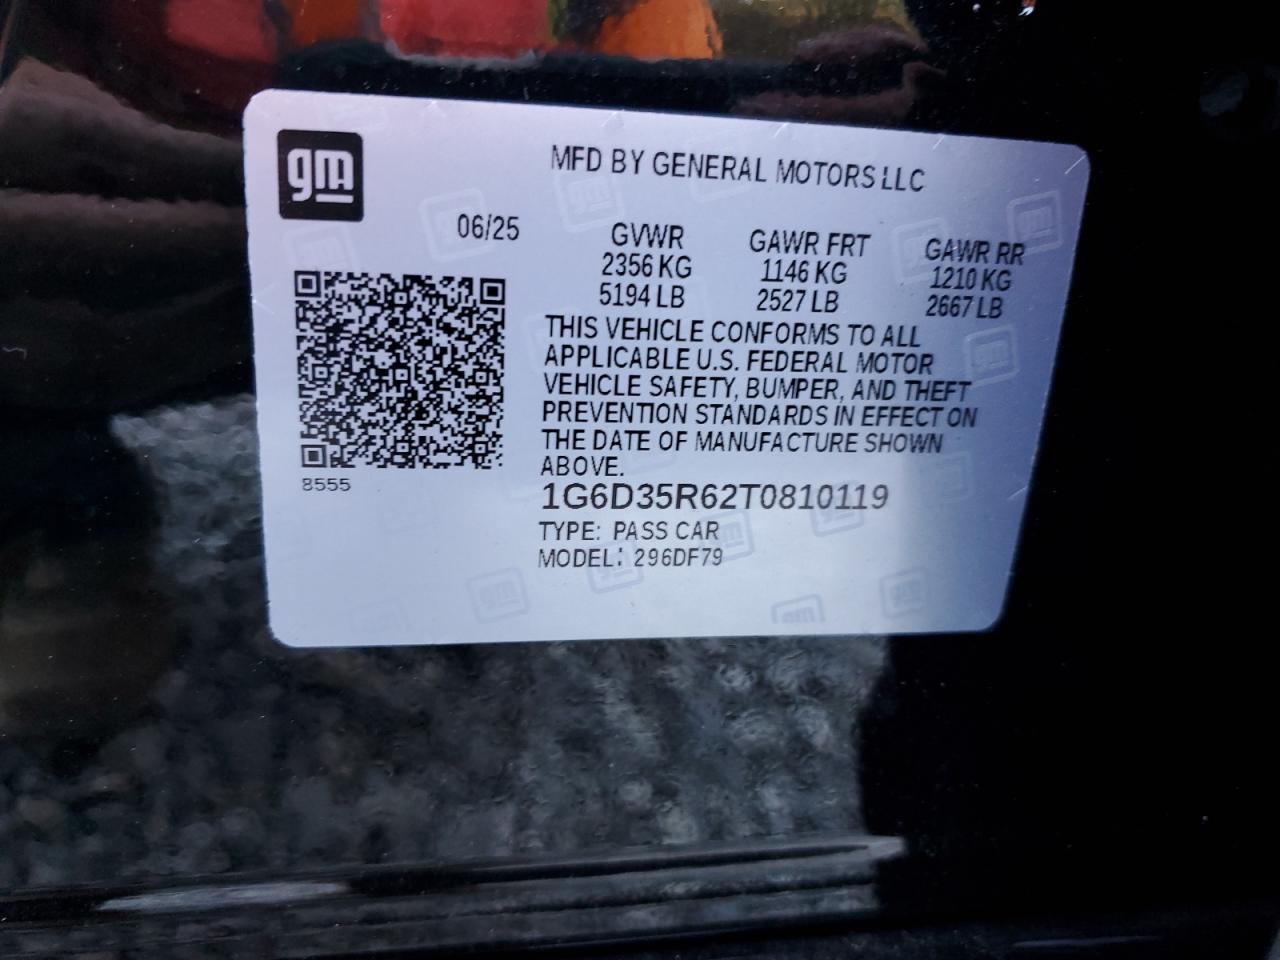 gm
MFD BY GENERAL MOTORS LLC
06/25
GVWR GAWR FRT GAWR RR
2356 KG 1146 KG 1210 KG
5194 LB 2527 LB 2667 LB
THIS VEHICLE CONFORMS TO ALL
APPLICABLE U.S. FEDERAL MOTOR
VEHICLE SAFETY, BUMPER, AND THEFT
PREVENTION STANDARDS IN EFFECT ON
THE DATE OF MANUFACTURE SHOWN
ABOVE.
8555
1G6D35R62T0810119
TYPE: PASS CAR
MODEL: 296DF79